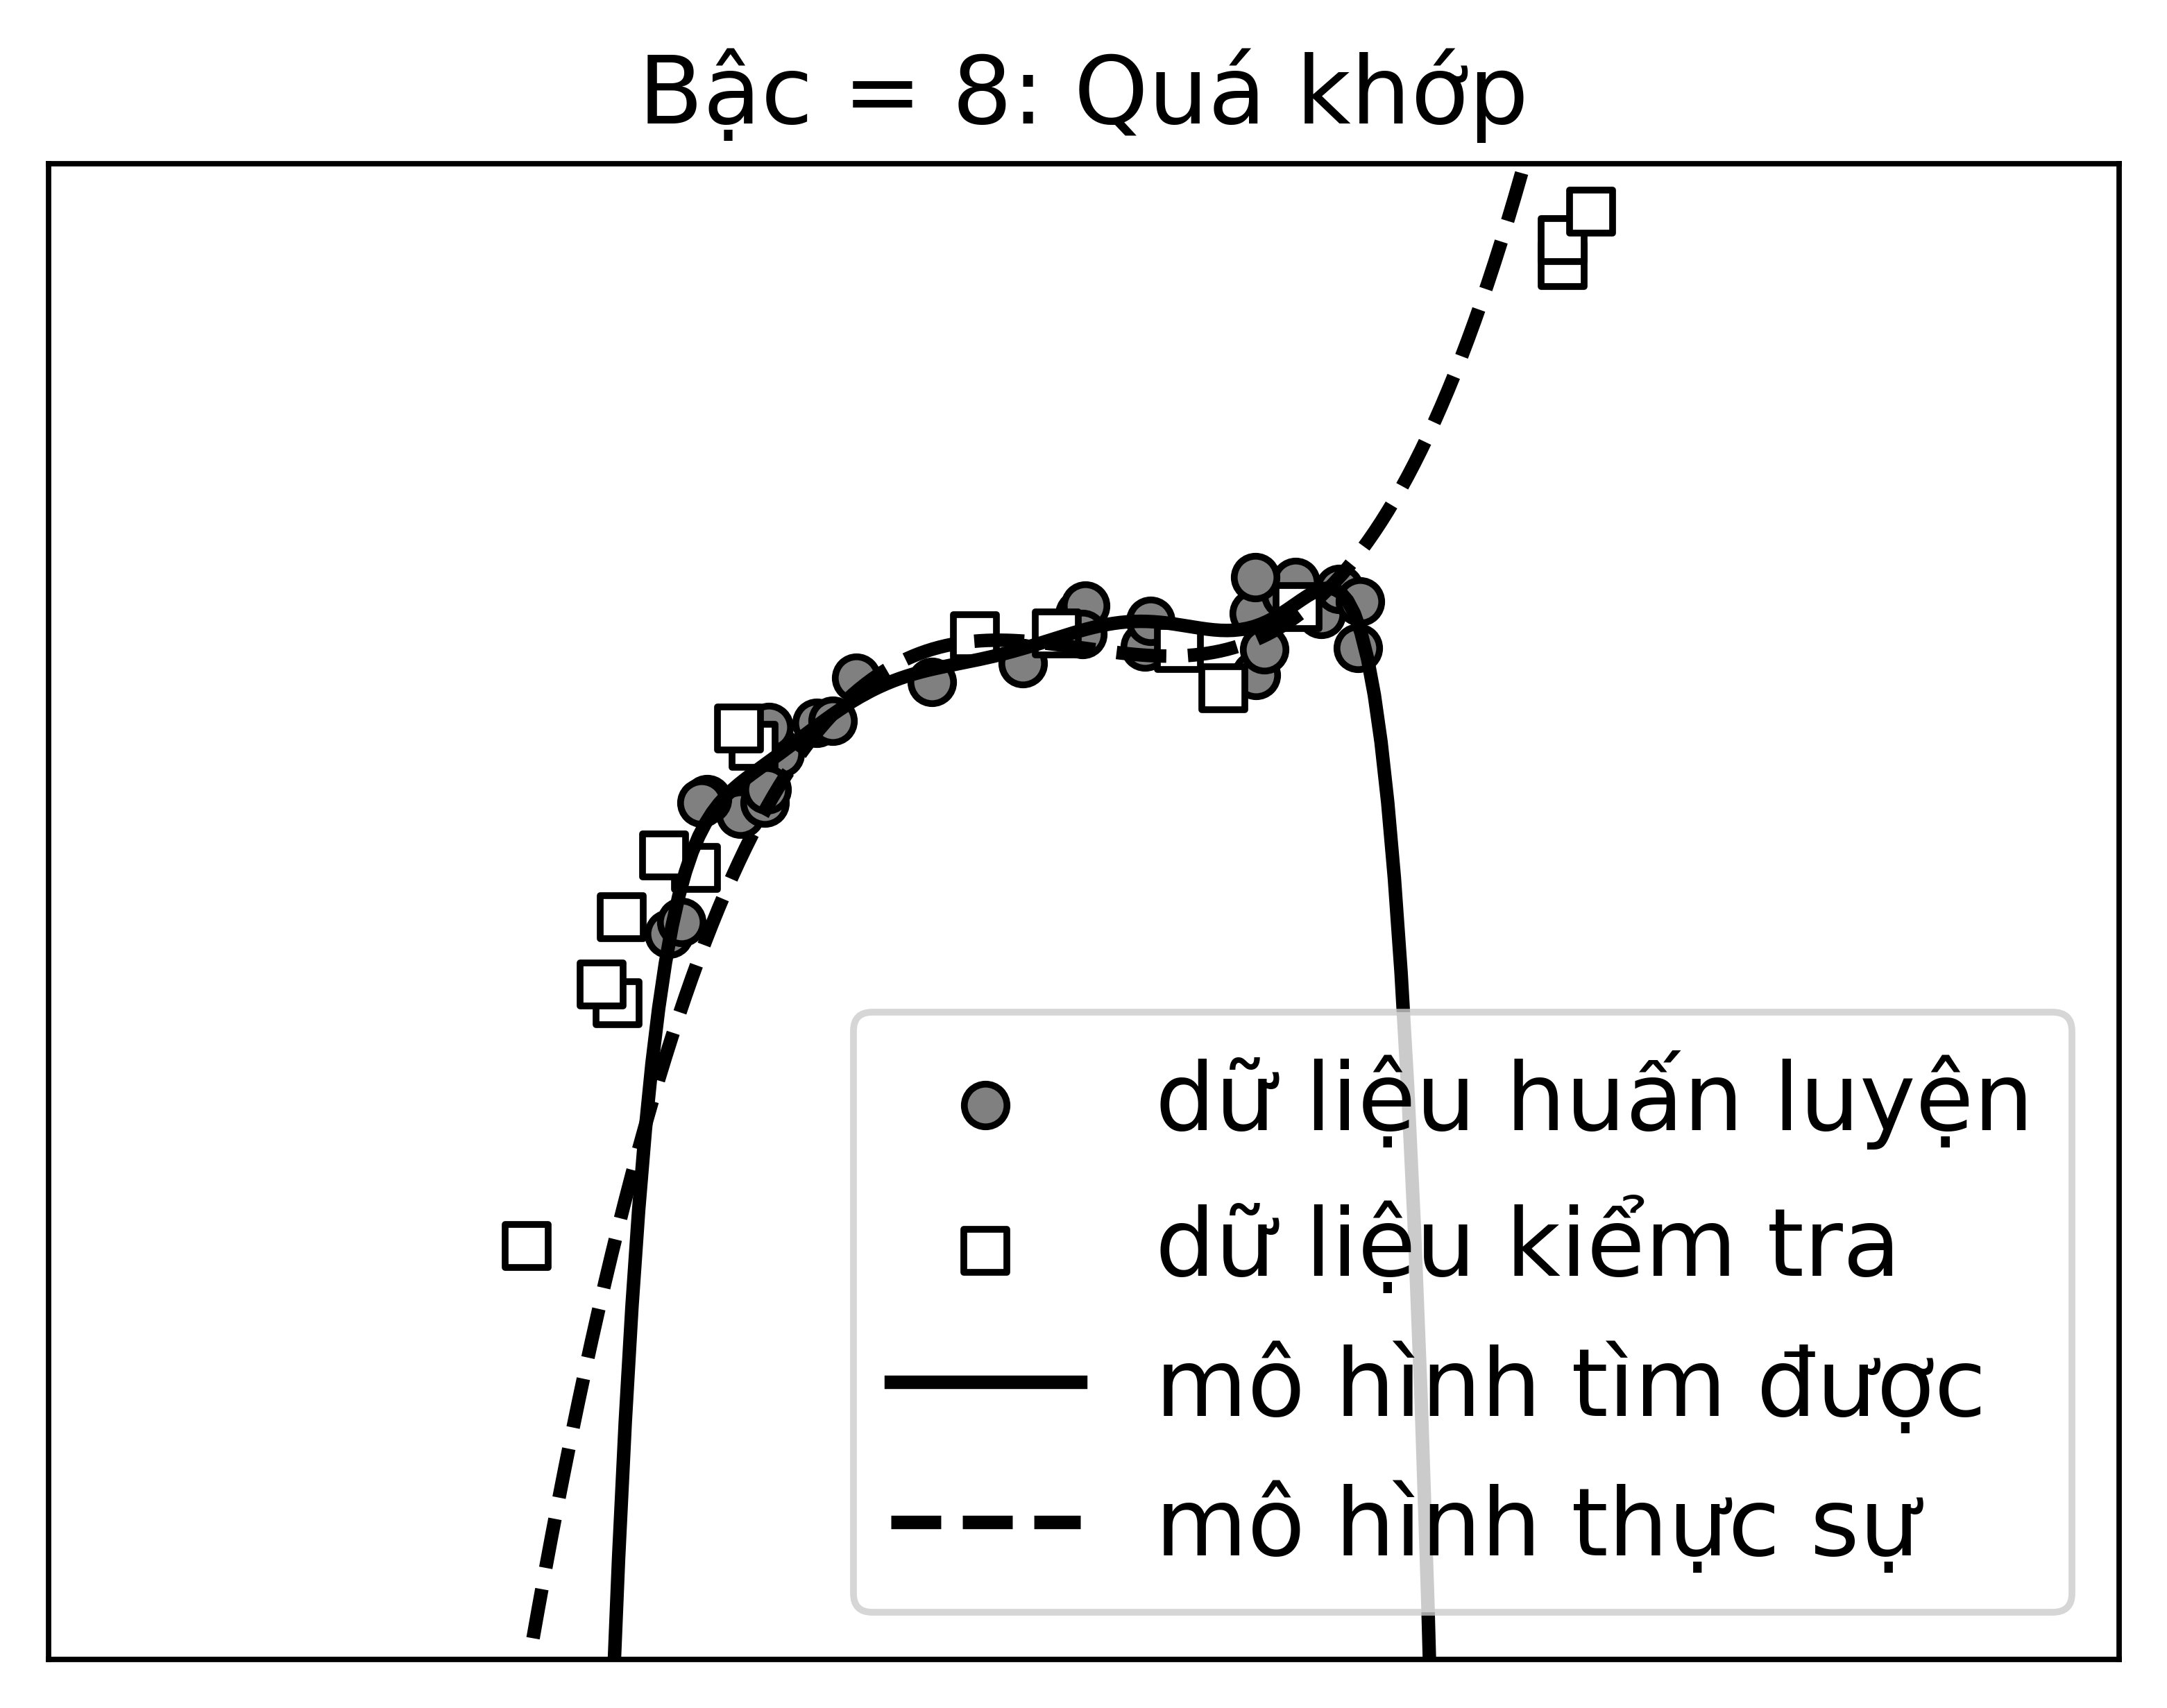 Bậc = 8: Quá khớp
dữ liệu huấn luyện
dữ liệu kiểm tra
mô hình tìm được
mô hình thực sự